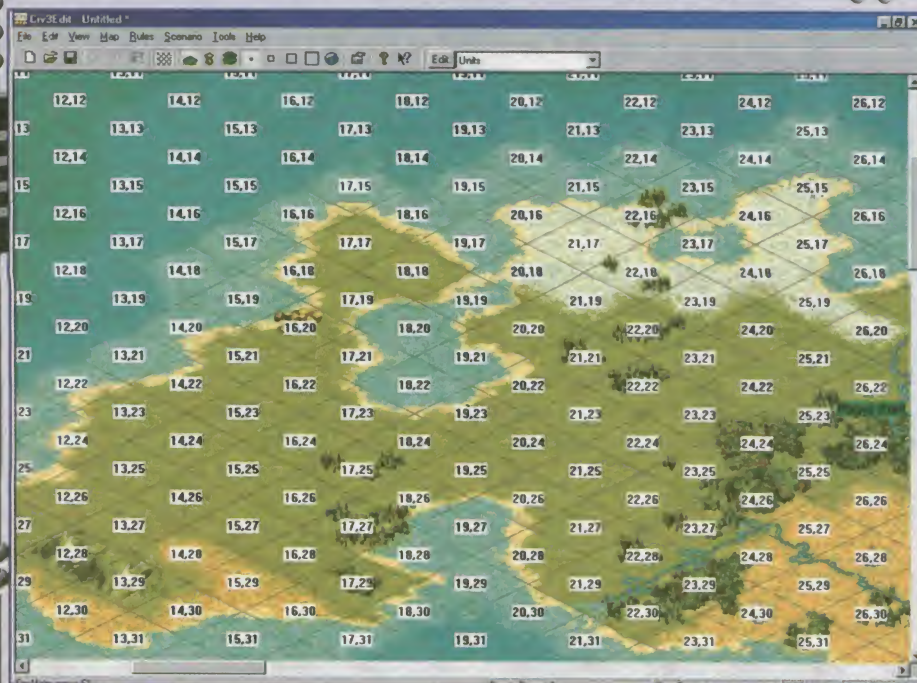 Civ3Edit Untitled *
File Edit View Map Rules Scenario Tools Help
Edit Units
13,11 15,11 17,11 19,11 21,11 23,11 25,11
12,12 14,12 16,12 18,12 20,12 22,12 24,12 26,12
13 13,13 15,13 17,13 19,13 21,13 23,13 25,13
12,14 14,14 16,14 18,14 20,14 22,14 24,14 26,14
15 13,15 15,15 17,15 19,15 21,15 23,15 25,15
12,16 14,16 16,16 18,16 20,16 22,16 24,16 26,16
17 13,17 15,17 17,17 19,17 21,17 23,17 25,17
12,18 14,18 16,18 18,18 20,18 22,18 24,18 26,18
19 13,19 15,19 17,19 19,19 21,19 23,19 25,19
12,20 14,20 16,20 18,20 20,20 22,20 24,20 26,20
21 13,21 15,21 17,21 19,21 21,21 23,21 25,21
12,22 14,22 16,22 18,22 20,22 22,22 24,22 26,22
23 13,23 15,23 17,23 19,23 21,23 23,23 25,23
12,24 14,24 16,24 18,24 20,24 22,24 24,24 26,24
25 13,25 15,25 17,25 19,25 21,25 23,25 25,25
12,26 14,26 16,26 18,26 20,26 22,26 24,26 26,26
27 13,27 15,27 17,27 19,27 21,27 23,27 25,27
12,28 14,28 16,28 18,28 20,28 22,28 24,28 26,28
29 13,29 15,29 17,29 19,29 21,29 23,29 25,29
12,30 14,30 16,30 18,30 20,30 22,30 24,30 26,30
31 13,31 15,31 17,31 19,31 21,31 23,31 25,31